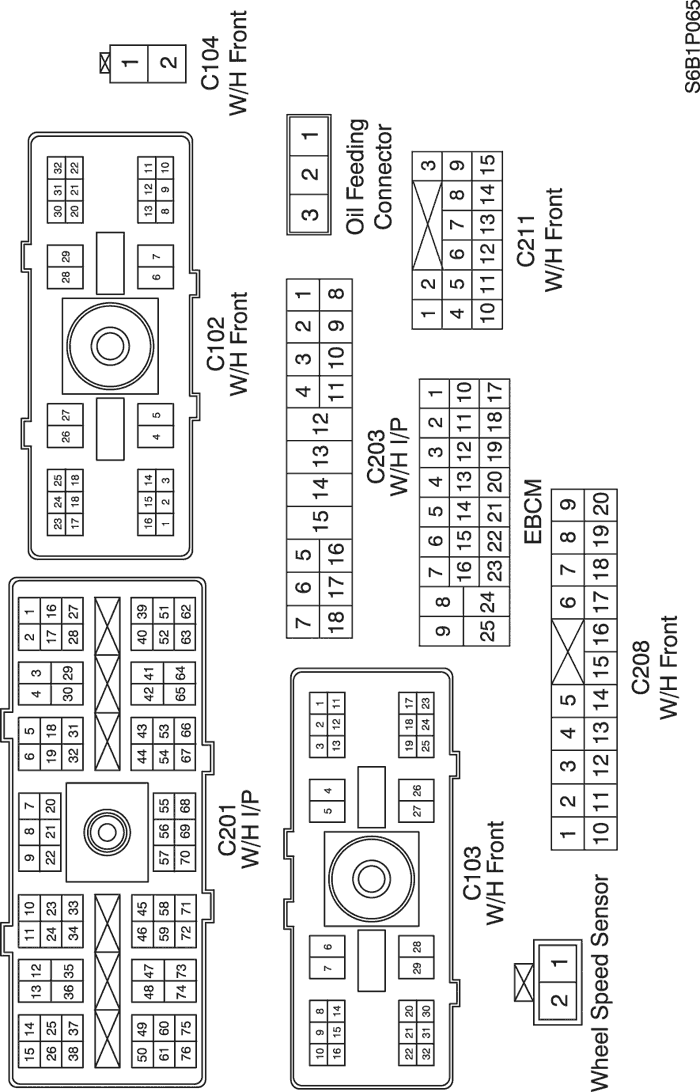 15 14
26 25
38 37
13 12
36 35
11 10
24 23
34 33
9 8 7
22 21 20
6 5
19 18
32 31
4 3
30 29
2 1
17 16
28 27
50 49
61 60
76 75
48 47
74 73
46 45
59 58
72 71
57 56 55
70 69 68
44 43
54 53
67 66
42 41
65 64
40 39
52 51
63 62
C201
W/H I/P
23 24 25
17 17 18
26 27
28 29
30 31 32
20 21 22
16 15 14
1 2 3
4 5
6 7
13 12 11
8 9 10
C102
W/H Front
1
2
C104
W/H Front
10 9 8
16 15 14
7 6
5 4
3 2 1
13 12 11
22 21 20
32 31 30
29 28
27 26
19 18 17
25 24 23
C103
W/H Front
7 6 5 15 14 13 12 4 3 2 1
18 17 16 11 10 9 8
C203
W/H I/P
3 2 1
Oil Feeding
Connector
9 8 7 6 5 4 3 2 1
16 15 14 13 12 11 10
25 24 23 22 21 20 19 18 17
EBCM
1 2 3
4 5 6 7 8 9
10 11 12 13 14 15
C211
W/H Front
2 1
Wheel Speed Sensor
1 2 3 4 5 6 7 8 9
10 11 12 13 14 15 16 17 18 19 20
C208
W/H Front
S6B1P065